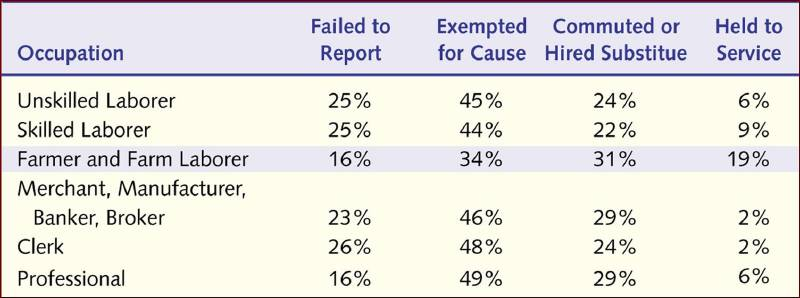 Occupation Failed to Report Exempted for Cause Commuted or Hired Substitue Held to Service
Unskilled Laborer 25% 45% 24% 6%
Skilled Laborer 25% 44% 22% 9%
Farmer and Farm Laborer 16% 34% 31% 19%
Merchant, Manufacturer,
Banker, Broker 23% 46% 29% 2%
Clerk 26% 48% 24% 2%
Professional 16% 49% 29% 6%